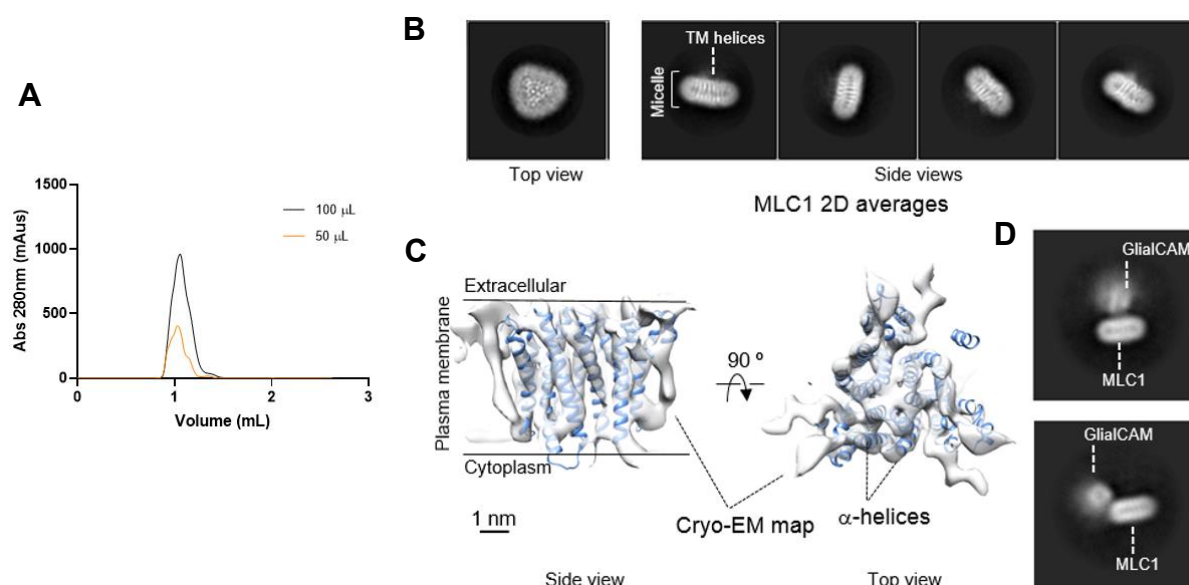 A
1500
1000
500
0
0
1
2
3
Abs 280nm (mAus)
Volume (mL)
100 µL
50 µL
B
TM helices
Micelle
Top view
Side views
MLC1 2D averages
C
Extracellular
Plasma membrane
Cytoplasm
1 nm
90 º
Cryo-EM map
α-helices
Side view
Top view
D
GlialCAM
MLC1
GlialCAM
MLC1